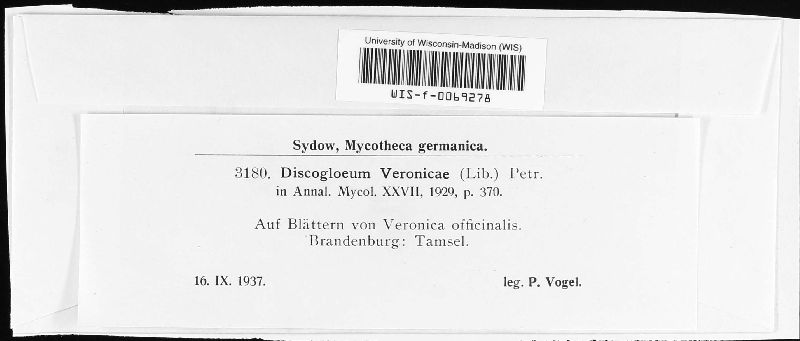 University of Wisconsin-Madison (WIS)
WIS-f-0069278
Sydow, Mycotheca germanica.
3180. Discogloeum Veronicae (Lib.) Petr.
in Annal. Mycol. XXVII, 1929, p. 370.
Auf Blättern von Veronica officinalis.
Brandenburg: Tamsel.
16. IX. 1937. leg. P. Vogel.